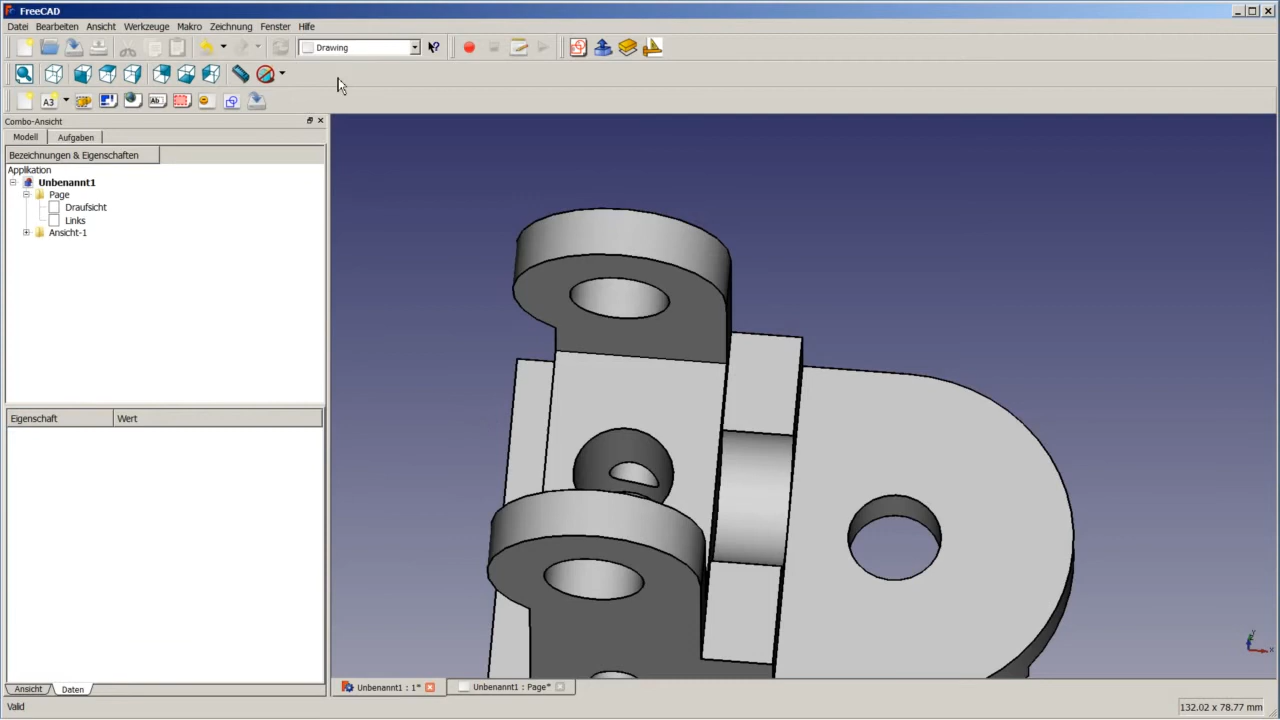 FreeCAD
Datei Bearbeiten Ansicht Werkzeuge Makro Zeichnung Fenster Hilfe
Drawing
A3 Ab
Combo-Ansicht
Modell Aufgaben
Bezeichnungen & Eigenschaften
Applikation
Unbenannt1
Page
Draufsicht
Links
Ansicht-1
Eigenschaft Wert
Ansicht Daten
Unbenannt1 : 1* Unbenannt1 : Page*
Valid
132.02 x 78.77 mm